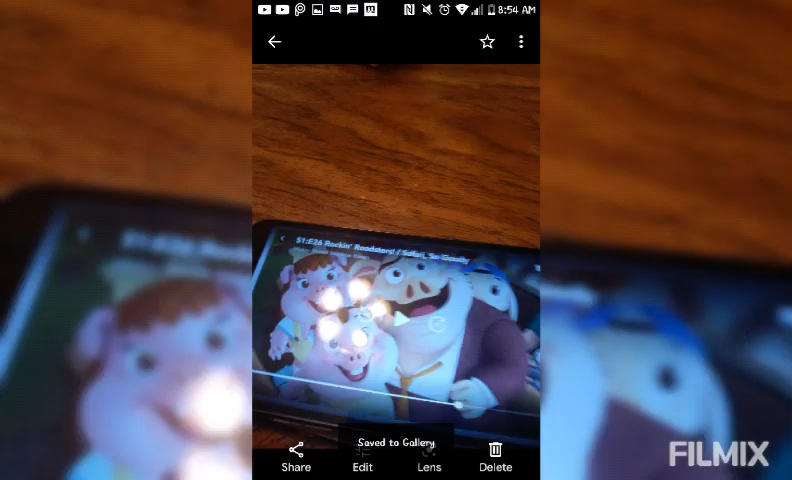 8:54 AM
S1:E26 Rockin' Roadsters! / Safari, So Goodly
Saved to Gallery
Share
Edit
Lens
Delete
FILMIX